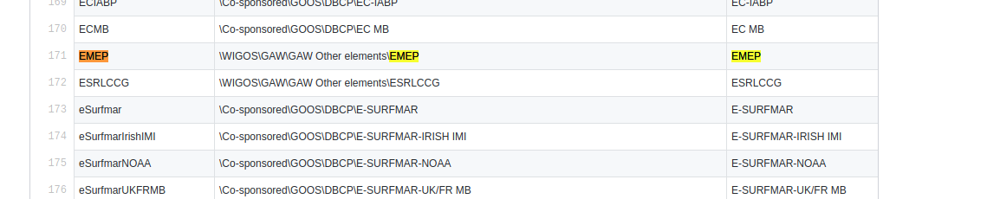 169 ECIABP \Co-sponsored\GOOS\DBCP\EC-IABP EC-IABP
170 ECMB \Co-sponsored\GOOS\DBCP\EC MB EC MB
171 EMEP \WIGOS\GAW\GAW Other elements\EMEP EMEP
172 ESRLCCG \WIGOS\GAW\GAW Other elements\ESRLCCG ESRLCCG
173 eSurfmar \Co-sponsored\GOOS\DBCP\E-SURFMAR E-SURFMAR
174 eSurfmarIrishIMI \Co-sponsored\GOOS\DBCP\E-SURFMAR-IRISH IMI E-SURFMAR-IRISH IMI
175 eSurfmarNOAA \Co-sponsored\GOOS\DBCP\E-SURFMAR-NOAA E-SURFMAR-NOAA
176 eSurfmarUKFRMB \Co-sponsored\GOOS\DBCP\E-SURFMAR-UK/FR MB E-SURFMAR-UK/FR MB